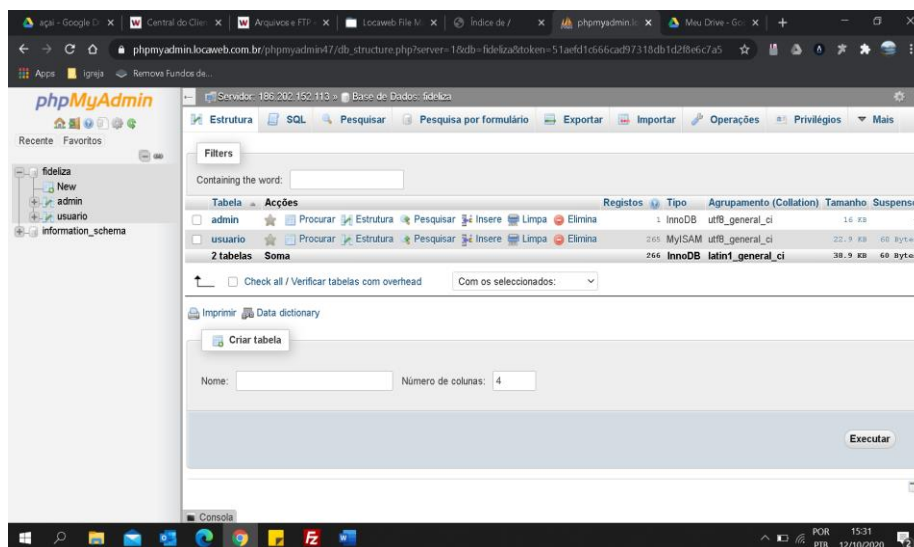 açaí - Google D
Central do Clien
Arquivos e FTP -
Locaweb File M
Índice de /
phpmyadmin.lo
Meu Drive - Goo
phpmyadmin.locaweb.com.br/phpmyadmin47/db_structure.php?server=1&db=fideliza&token=51aefd1c666cad97318db1d2f8e6c7a5
Apps igreja Remova Fundos de...
phpMyAdmin
Recente Favoritos
fideliza
New
admin
usuario
information_schema
Servidor: 186.202.152.113 » Base de Dados: fideliza
Estrutura SQL Pesquisar Pesquisa por formulário Exportar Importar Operações Privilégios Mais
Filters
Containing the word:
Tabela Acções Registos Tipo Agrupamento (Collation) Tamanho Suspens
admin Procurar Estrutura Pesquisar Insere Limpa Elimina 1 InnoDB utf8_general_ci 16 KB
usuario Procurar Estrutura Pesquisar Insere Limpa Elimina 265 MyISAM utf8_general_ci 22.9 KB 60 Byte
2 tabelas Soma 266 InnoDB latin1_general_ci 38.9 KB 60 Byte
Check all / Verificar tabelas com overhead Com os seleccionados:
Imprimir Data dictionary
Criar tabela
Nome: Número de colunas: 4
Executar
Consola
POR 15:31
PTB 12/10/2020